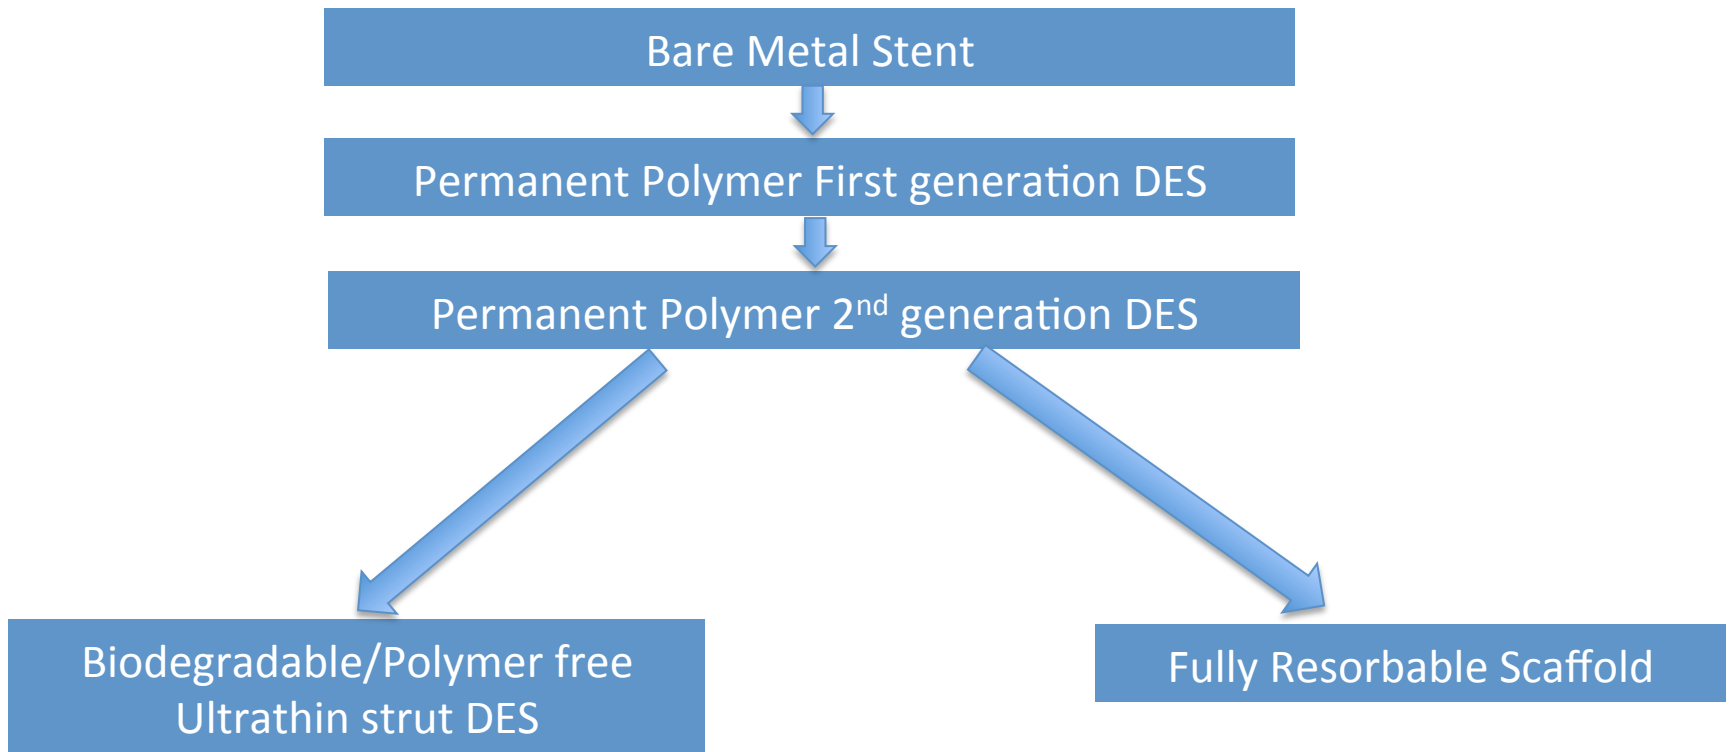 Bare Metal Stent
Permanent Polymer First generation DES
Permanent Polymer 2nd generation DES
Biodegradable/Polymer free
Ultrathin strut DES
Fully Resorbable Scaffold